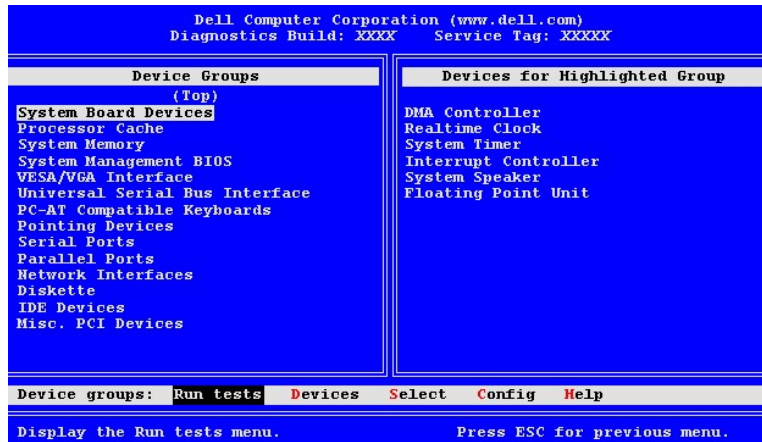 Dell Computer Corporation (www.dell.com)
Diagnostics Build: XXXX Service Tag: XXXXX
Device Groups
(Top)
System Board Devices
Processor Cache
System Memory
System Management BIOS
VESA/VGA Interface
Universal Serial Bus Interface
PC-AT Compatible Keyboards
Pointing Devices
Serial Ports
Parallel Ports
Network Interfaces
Diskette
IDE Devices
Misc. PCI Devices
Devices for Highlighted Group
DMA Controller
Realtime Clock
System Timer
Interrupt Controller
System Speaker
Floating Point Unit
Device groups: Run tests Devices Select Config Help
Display the Run tests menu. Press ESC for previous menu.